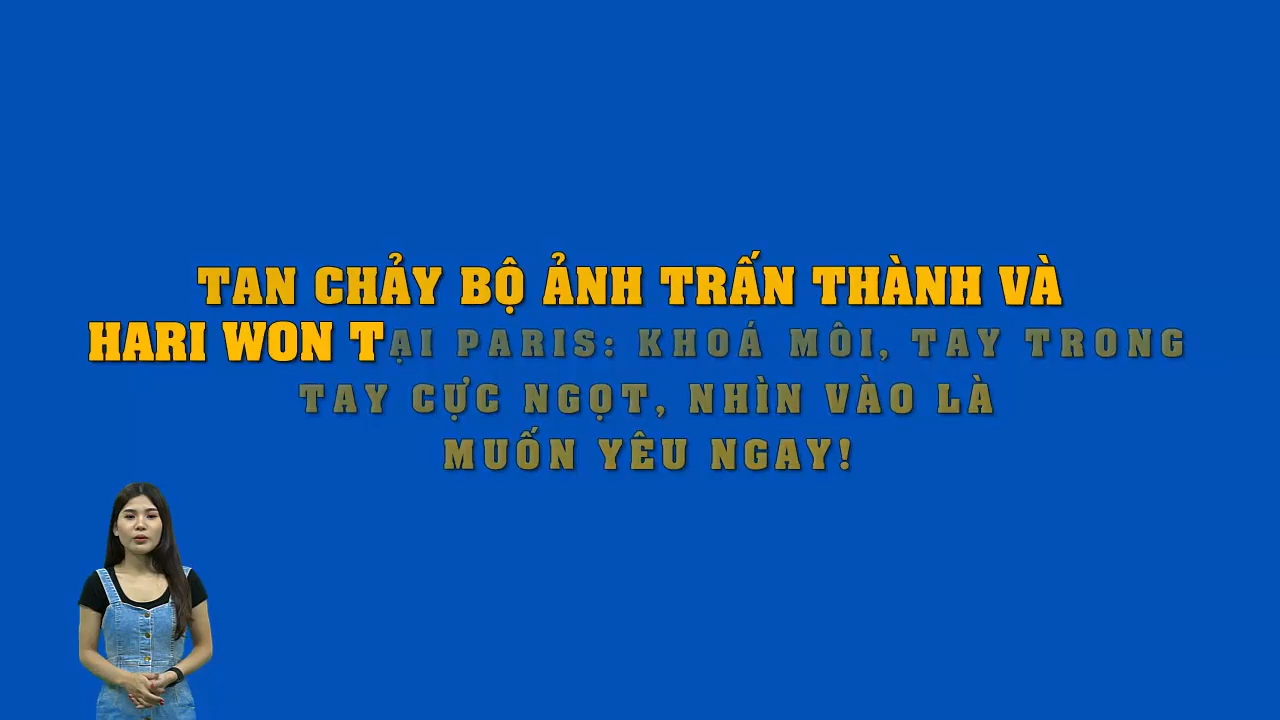 TAN CHẢY BỘ ẢNH TRẤN THÀNH VÀ
HARI WON TẠI PARIS: KHOÁ MÔI, TAY TRONG
TAY CỰC NGỌT, NHÌN VÀO LÀ
MUỐN YÊU NGAY!